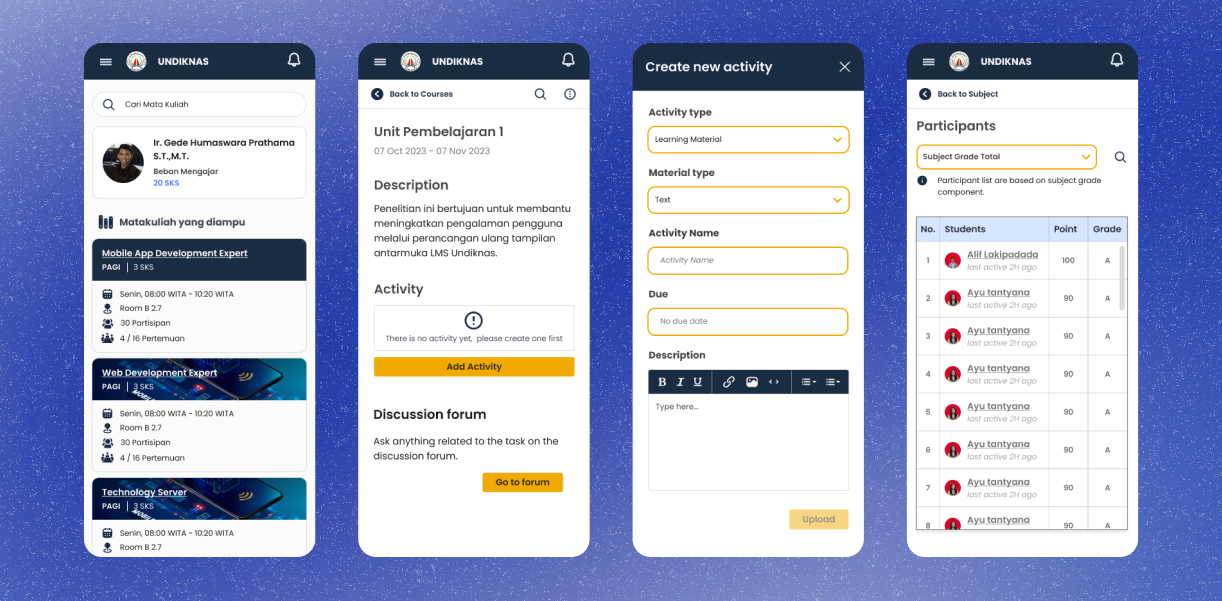 UNDIKNAS
Cari Mata Kuliah
Ir. Gede Humaswara Prathama
S.T.,M.T.
Beban Mengajar
20 SKS
Matakuliah yang diampu
Mobile App Development Expert
PAGI | 3 SKS
Senin, 08:00 WITA - 10:20 WITA
Room B 2.7
30 Partisipan
4 / 16 Pertemuan
Web Development Expert
PAGI | 3 SKS
Senin, 08:00 WITA - 10:20 WITA
Room B 2.7
30 Partisipan
4 / 16 Pertemuan
Technology Server
PAGI | 3 SKS
Senin, 08:00 WITA - 10:20 WITA
Room B 2.7
UNDIKNAS
Back to Courses
Unit Pembelajaran 1
07 Oct 2023 - 07 Nov 2023
Description
Penelitian ini bertujuan untuk membantu
meningkatkan pengalaman pengguna
melalui perancangan ulang tampilan
antarmuka LMS Undiknas.
Activity
There is no activity yet, please create one first
Add Activity
Discussion forum
Ask anything related to the task on the
discussion forum.
Go to forum
Create new activity
Activity type
Learning Material
Material type
Text
Activity Name
Activity Name
Due
No due date
Description
B I U
Type here...
Upload
UNDIKNAS
Back to Subject
Participants
Subject Grade Total
Participant list are based on subject grade
component.
No. Students Point Grade
1 Alif Lakipadada 100 A
last active 2H ago
2 Ayu tantyana 90 A
last active 2H ago
3 Ayu tantyana 90 A
last active 2H ago
4 Ayu tantyana 90 A
last active 2H ago
5 Ayu tantyana 90 A
last active 2H ago
6 Ayu tantyana 90 A
last active 2H ago
7 Ayu tantyana 90 A
last active 2H ago
8 Ayu tantyana 90 A